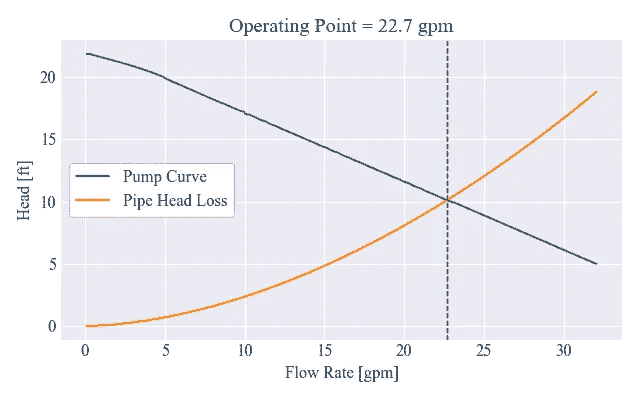 Operating Point = 22.7 gpm
Head [ft]
20
15
10
5
0
Pump Curve
Pipe Head Loss
0 5 10 15 20 25 30
Flow Rate [gpm]